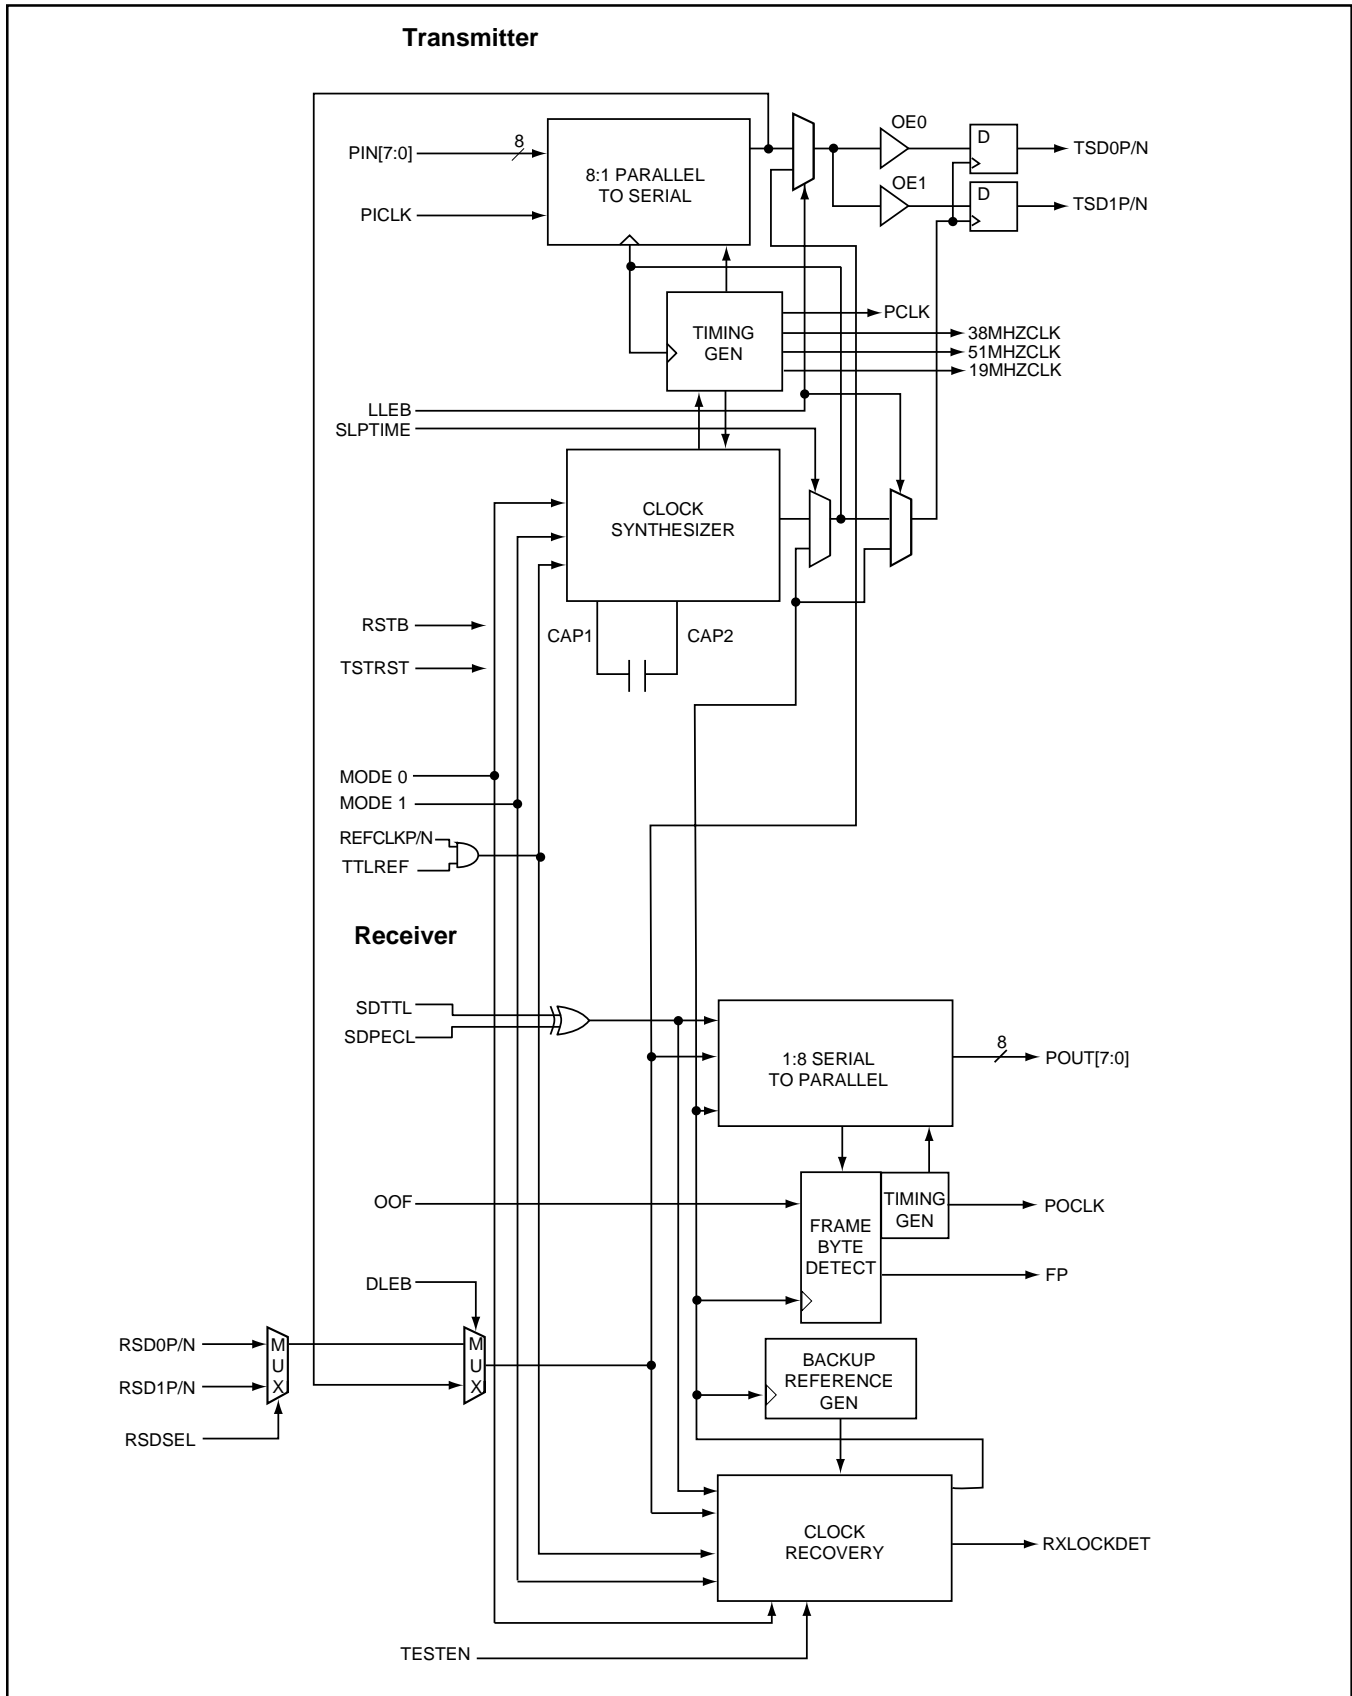 Transmitter
OE0
PIN[7:0]
8
D
TSD0P/N
8:1 PARALLEL
TO SERIAL
OE1
D
TSD1P/N
PICLK
PCLK
TIMING
GEN
38MHZCLK
51MHZCLK
19MHZCLK
LLEB
SLPTIME
CLOCK
SYNTHESIZER
RSTB
CAP1
CAP2
TSTRST
MODE 0
MODE 1
REFCLKP/N
TTLREF
Receiver
SDTTL
SDPECL
1:8 SERIAL
TO PARALLEL
8
POUT[7:0]
OOF
TIMING
GEN
POCLK
FRAME
BYTE
DETECT
FP
DLEB
RSD0P/N
MUX
MUX
RSD1P/N
BACKUP
REFERENCE
GEN
RSDSEL
CLOCK
RECOVERY
RXLOCKDET
TESTEN